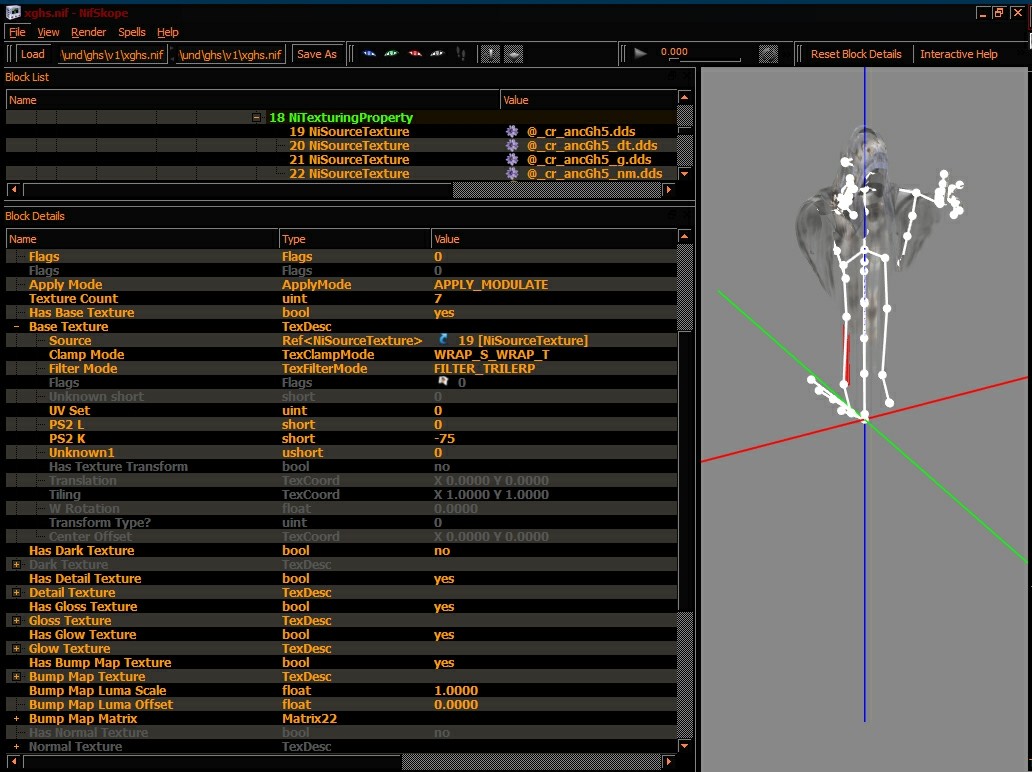 xghs.nif - NifSkope
File View Render Spells Help
Load \und\ghs\v1\xghs.nif \und\ghs\v1\xghs.nif Save As 0.000 Reset Block Details Interactive Help
Block List
Name Value
18 NiTexturingProperty
19 NiSourceTexture @_cr_ancGh5.dds
20 NiSourceTexture @_cr_ancGh5_dt.dds
21 NiSourceTexture @_cr_ancGh5_g.dds
22 NiSourceTexture @_cr_ancGh5_nm.dds
Block Details
Name Type Value
Flags Flags 0
Flags Flags 0
Apply Mode ApplyMode APPLY_MODULATE
Texture Count uint 7
Has Base Texture bool yes
Base Texture TexDesc
Source Ref<NiSourceTexture> 19 [NiSourceTexture]
Clamp Mode TexClampMode WRAP_S_WRAP_T
Filter Mode TexFilterMode FILTER_TRILERP
Flags Flags 0
Unknown short short 0
UV Set uint 0
PS2 L short 0
PS2 K short -75
Unknown1 ushort 0
Has Texture Transform bool no
Translation TexCoord X 0.0000 Y 0.0000
Tiling TexCoord X 1.0000 Y 1.0000
W Rotation float 0.0000
Transform Type? uint 0
Center Offset TexCoord X 0.0000 Y 0.0000
Has Dark Texture bool no
Dark Texture TexDesc
Has Detail Texture bool yes
Detail Texture TexDesc
Has Gloss Texture bool yes
Gloss Texture TexDesc
Has Glow Texture bool yes
Glow Texture TexDesc
Has Bump Map Texture bool yes
Bump Map Texture TexDesc
Bump Map Luma Scale float 1.0000
Bump Map Luma Offset float 0.0000
Bump Map Matrix Matrix22
Has Normal Texture bool no
Normal Texture TexDesc